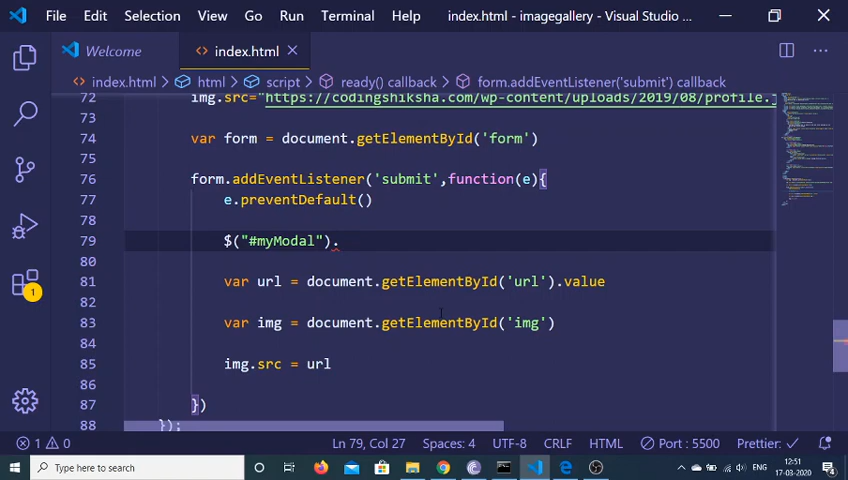 File Edit Selection View Go Run Terminal Help index.html - imagegallery - Visual Studio ...
Welcome index.html
index.html > html > script > ready() callback > form.addEventListener('submit') callback
72 img.src="https://codingshiksha.com/wp-content/uploads/2019/08/profile.j
73
74 var form = document.getElementById('form')
75
76 form.addEventListener('submit',function(e){
77 e.preventDefault()
78
79 $("#myModal").
80
81 var url = document.getElementById('url').value
82
83 var img = document.getElementById('img')
84
85 img.src = url
86
87 })
88 });
1
1 0 Ln 79, Col 27 Spaces: 4 UTF-8 CRLF HTML Port : 5500 Prettier: ✓
Type here to search ENG 12:51
17-03-2020